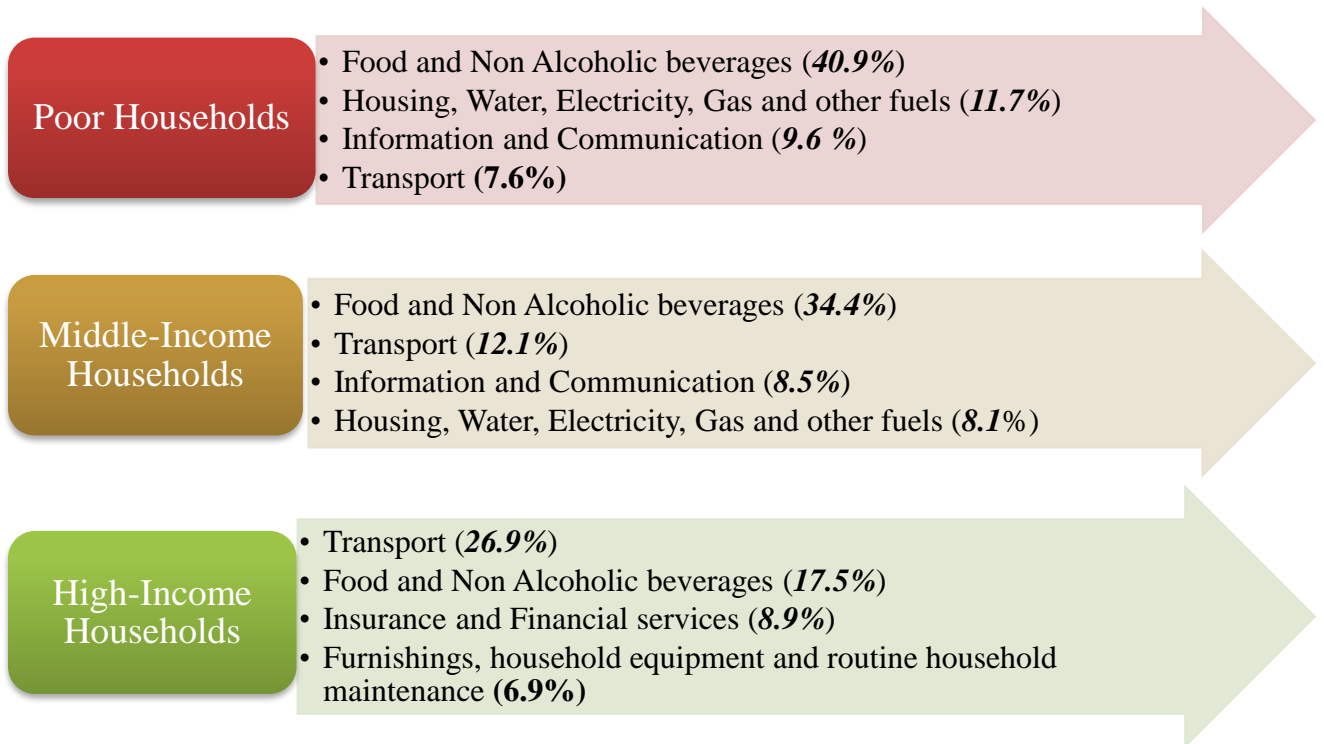 Poor Households
• Food and Non Alcoholic beverages (40.9%)
• Housing, Water, Electricity, Gas and other fuels (11.7%)
• Information and Communication (9.6 %)
• Transport (7.6%)
Middle-Income
Households
• Food and Non Alcoholic beverages (34.4%)
• Transport (12.1%)
• Information and Communication (8.5%)
• Housing, Water, Electricity, Gas and other fuels (8.1%)
High-Income
Households
• Transport (26.9%)
• Food and Non Alcoholic beverages (17.5%)
• Insurance and Financial services (8.9%)
• Furnishings, household equipment and routine household
maintenance (6.9%)